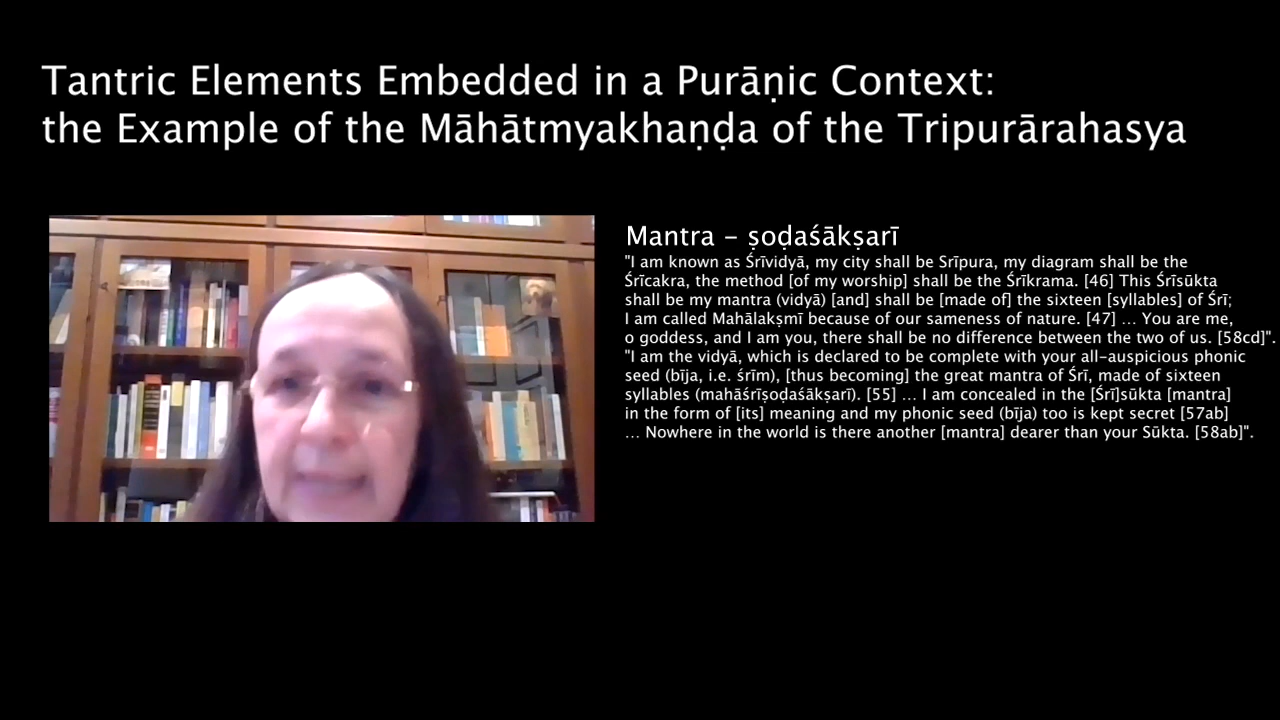 Tantric Elements Embedded in a Purāṇic Context:
the Example of the Māhātmyakhaṇḍa of the Tripurārahasya
Mantra – ṣoḍaśākṣarī
"I am known as Śrīvidyā, my city shall be Srīpura, my diagram shall be the
Śrīcakra, the method [of my worship] shall be the Śrīkrama. [46] This Śrīsūkta
shall be my mantra (vidyā) [and] shall be [made of] the sixteen [syllables] of Śrī;
I am called Mahālakṣmī because of our sameness of nature. [47] … You are me,
o goddess, and I am you, there shall be no difference between the two of us. [58cd]".
"I am the vidyā, which is declared to be complete with your all-auspicious phonic
seed (bīja, i.e. śrīm), [thus becoming] the great mantra of Śrī, made of sixteen
syllables (mahāśrīṣoḍaśākṣarī). [55] … I am concealed in the [Śrī]sūkta [mantra]
in the form of [its] meaning and my phonic seed (bīja) too is kept secret [57ab]
… Nowhere in the world is there another [mantra] dearer than your Sūkta. [58ab]".